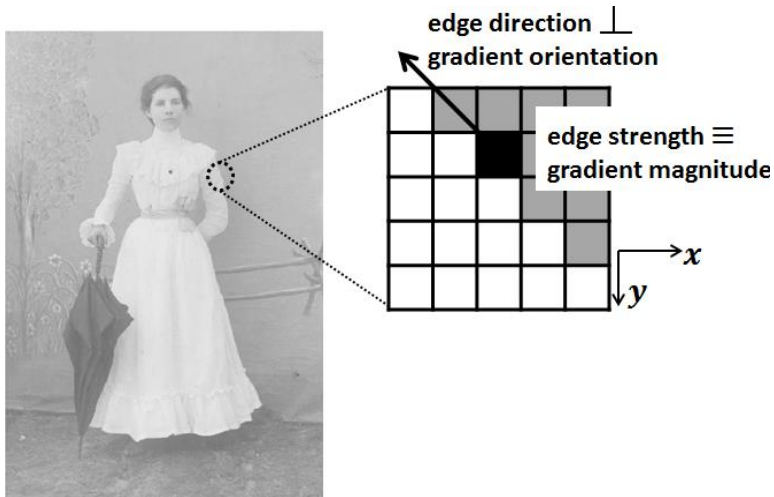 edge direction ⊥
gradient orientation
edge strength ≡
gradient magnitude
x
y